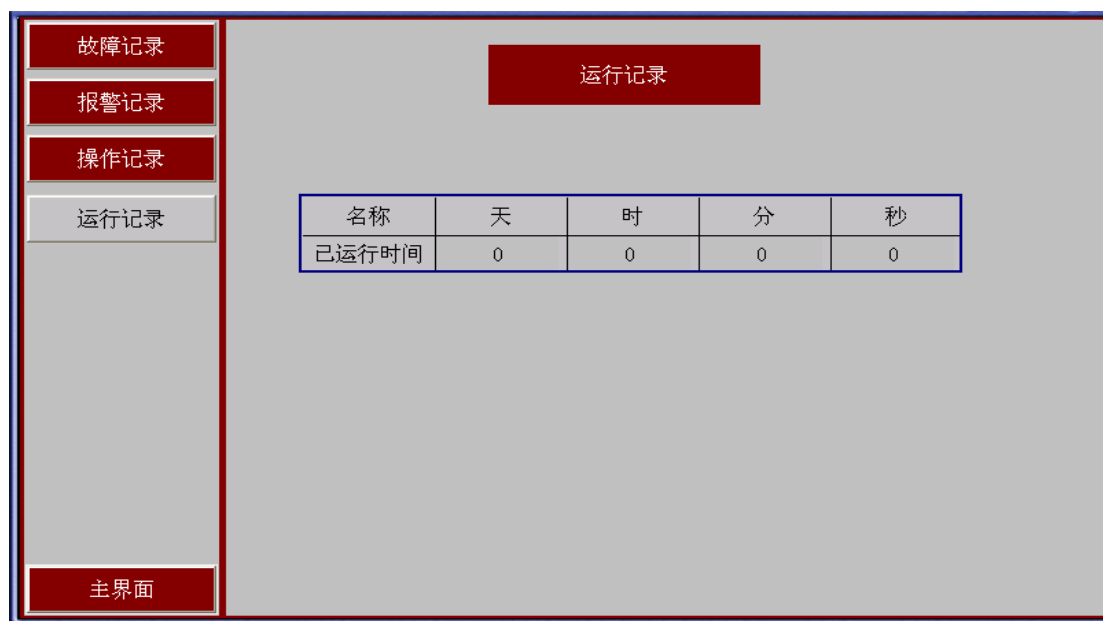 故障记录
报警记录
操作记录
运行记录
主界面
运行记录
名称 天 时 分 秒
已运行时间 0 0 0 0